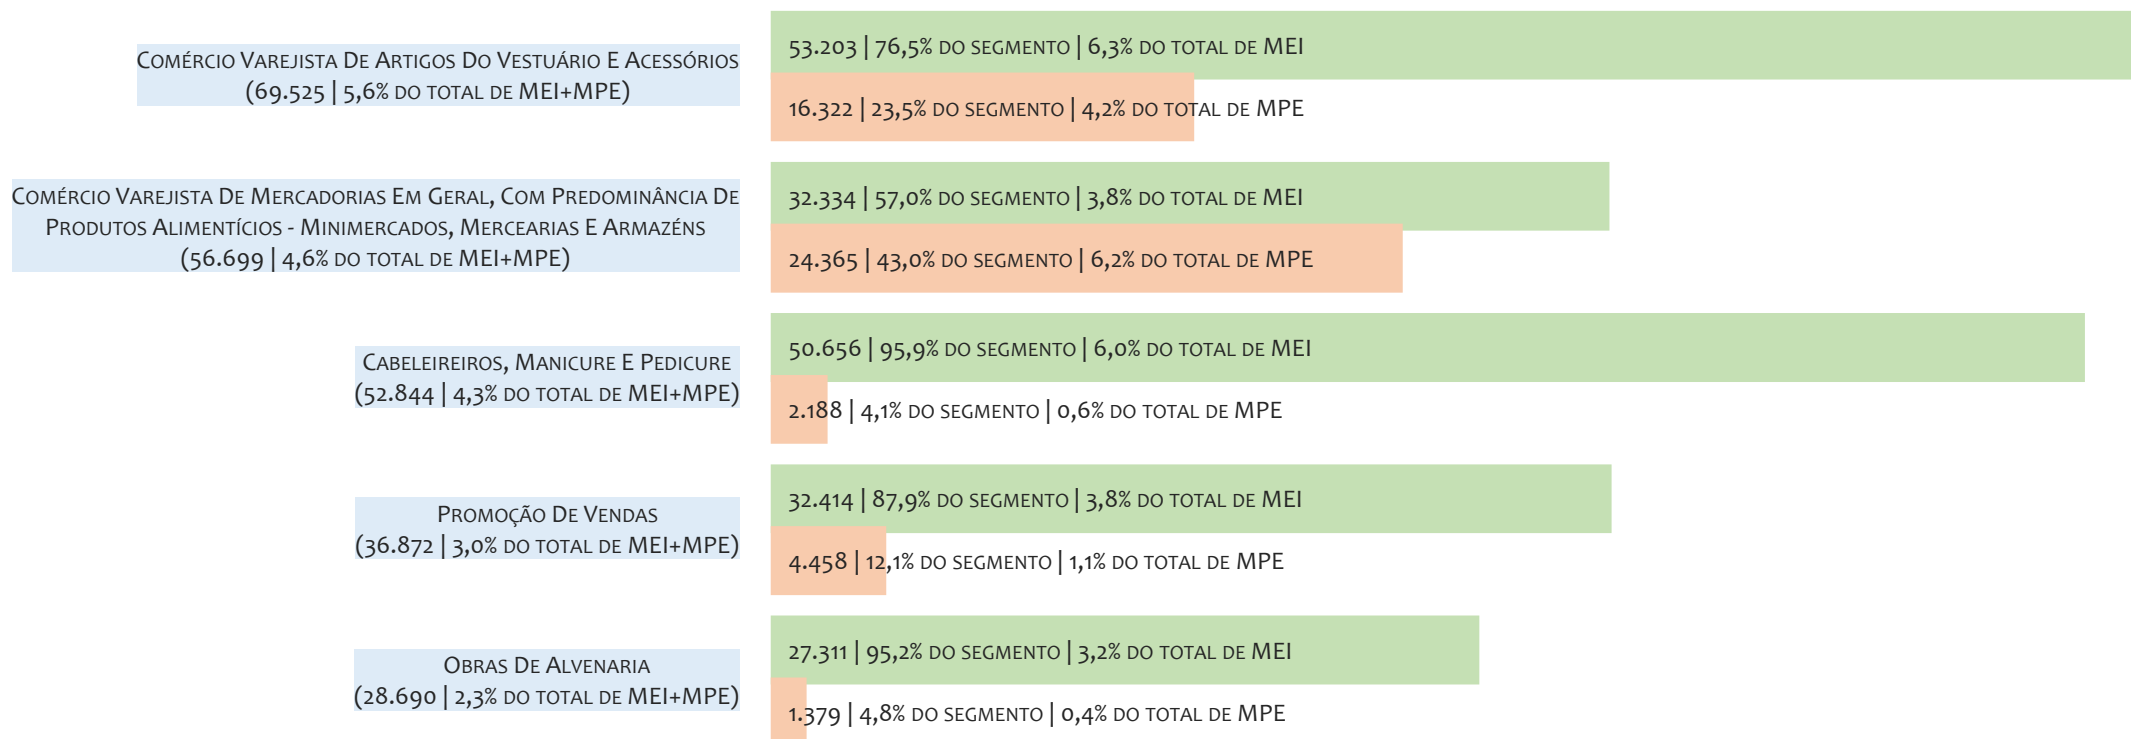 Comércio Varejista De Artigos Do Vestuário E Acessórios
(69.525 | 5,6% do total de MEI+MPE)
53.203 | 76,5% do segmento | 6,3% do total de MEI
16.322 | 23,5% do segmento | 4,2% do total de MPE
Comércio Varejista De Mercadorias Em Geral, Com Predominância De
Produtos Alimentícios - Minimercados, Mercearias E Armazéns
(56.699 | 4,6% do total de MEI+MPE)
32.334 | 57,0% do segmento | 3,8% do total de MEI
24.365 | 43,0% do segmento | 6,2% do total de MPE
Cabeleireiros, Manicure E Pedicure
(52.844 | 4,3% do total de MEI+MPE)
50.656 | 95,9% do segmento | 6,0% do total de MEI
2.188 | 4,1% do segmento | 0,6% do total de MPE
Promoção De Vendas
(36.872 | 3,0% do total de MEI+MPE)
32.414 | 87,9% do segmento | 3,8% do total de MEI
4.458 | 12,1% do segmento | 1,1% do total de MPE
Obras De Alvenaria
(28.690 | 2,3% do total de MEI+MPE)
27.311 | 95,2% do segmento | 3,2% do total de MEI
1.379 | 4,8% do segmento | 0,4% do total de MPE